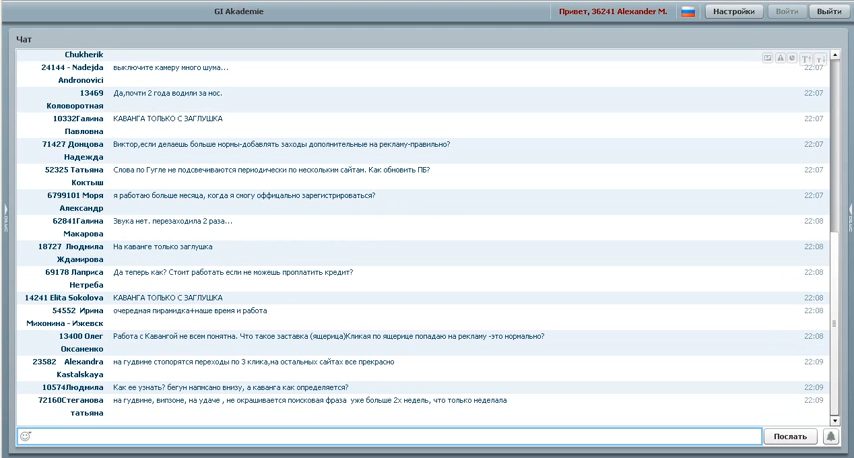 GI Akademie
Привет, 36241 Alexander M.
Настройки
Войти
Выйти
Чат
Chukherik
24144 - Nadejda Andronovici
выключите камеру много шума...
22:07
13469 Коловоротная
Да,почти 2 года водили за нос.
22:07
10332Галина Павловна
КАВАНГА ТОЛЬКО С ЗАГЛУШКА
22:07
71427 Донцова Надежда
Виктор,если делаешь больше нормы-добавлять заходы дополнительные на рекламу-правильно?
22:07
52325 Татьяна Коктыш
Слова по Гугле не подсвечиваются периодически по нескольким сайтам. Как обновить ПБ?
22:07
6799101 Моря Александр
я работаю больше месяца, когда я смогу оффицально зарегистрироваться?
22:07
62841Галина Макарова
Звука нет. перезаходила 2 раза...
22:08
18727 Людмила Ждамирова
На каванге только заглушка
22:08
69178 Лаприса Нетреба
Да теперь как? Стоит работать если не можешь проплатить кредит?
22:08
14241 Elita Sokolova
КАВАНГА ТОЛЬКО С ЗАГЛУШКА
22:08
54552 Ирина Михонина - Ижевск
очередная пирамидка+наше время и работа
22:08
13400 Олег Оксаненко
Работа с Кавангой не всем понятна. Что такое заставка (ящерица)Кликая по ящерице попадаю на рекламу -это нормально?
22:08
23582 Alexandra Kastalskaya
на гудвине стопорятся переходы по 3 клика,на остальных сайтах все прекрасно
22:09
10574Людмила
Как ее узнать? бегун написано внизу, а каванга как определяется?
22:09
72160Стеганова татьяна
на гудвине, випзоне, на удаче , не окрашивается поисковая фраза уже больше 2х недель, что только неделала
22:09
Послать